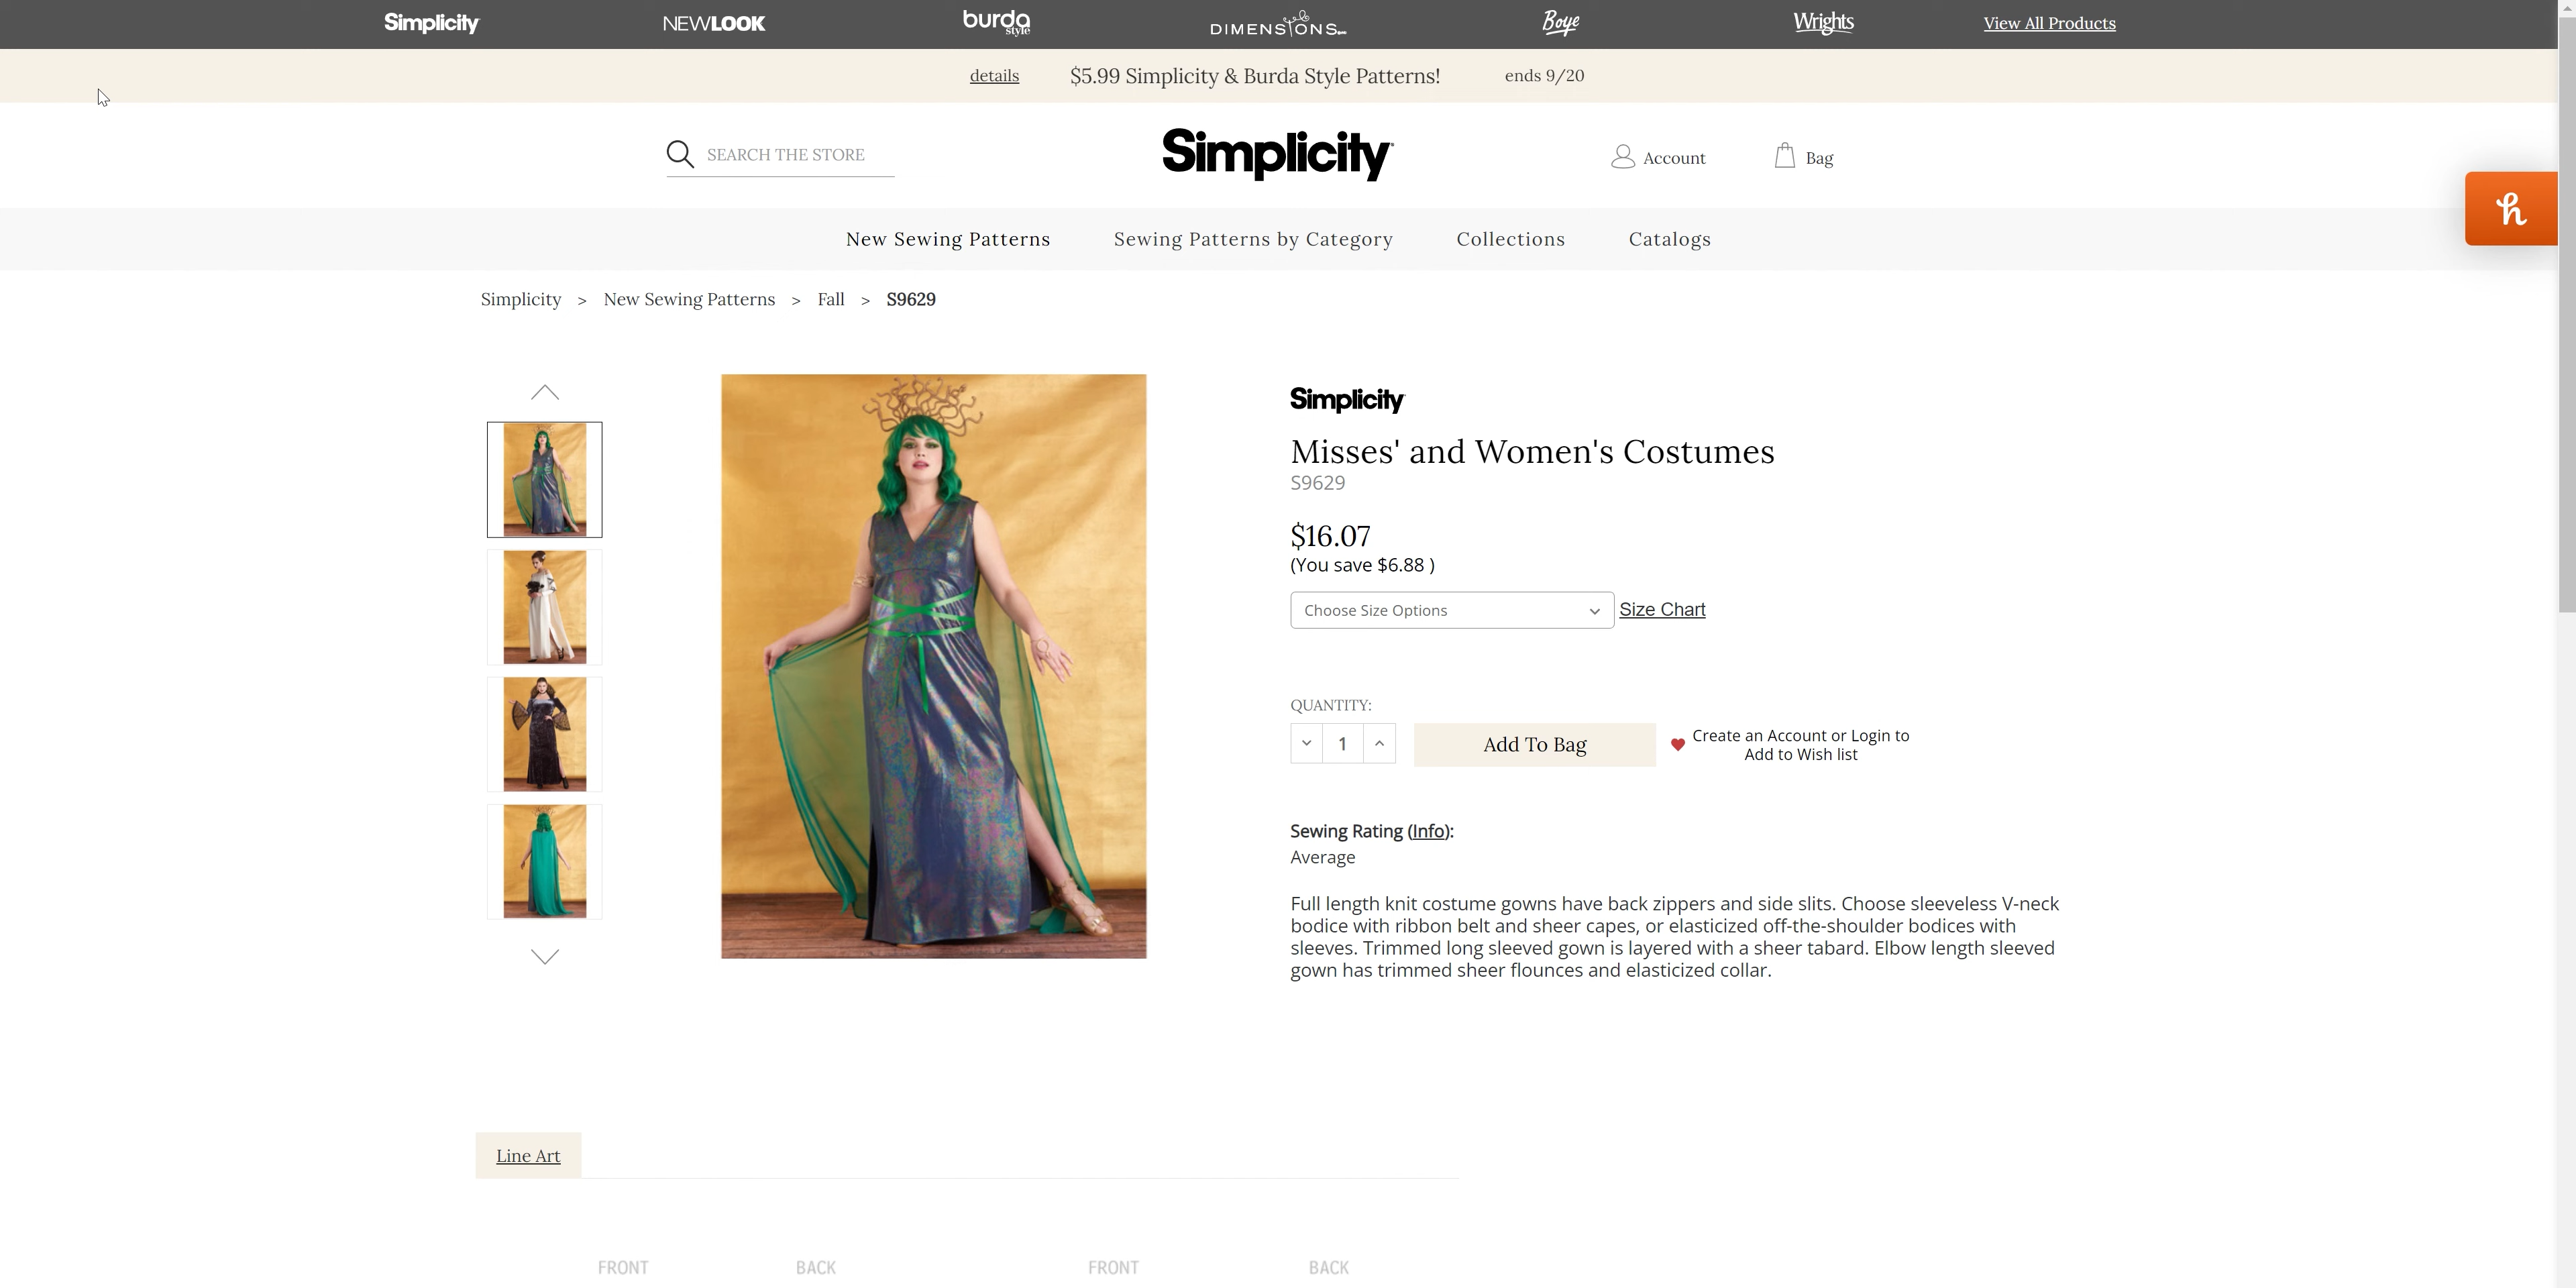 Simplicity
NEWLOOK
burda
style
DIMENSIONS
Boye
Wrights
View All Products
details
$5.99 Simplicity & Burda Style Patterns!
ends 9/20
SEARCH THE STORE
Simplicity
Account
Bag
New Sewing Patterns
Sewing Patterns by Category
Collections
Catalogs
Simplicity > New Sewing Patterns > Fall > S9629
Simplicity
Misses' and Women's Costumes
S9629
$16.07
(You save $6.88 )
Choose Size Options
Size Chart
QUANTITY:
1
Add To Bag
Create an Account or Login to
Add to Wish list
Sewing Rating (Info):
Average
Full length knit costume gowns have back zippers and side slits. Choose sleeveless V-neck
bodice with ribbon belt and sheer capes, or elasticized off-the-shoulder bodices with
sleeves. Trimmed long sleeved gown is layered with a sheer tabard. Elbow length sleeved
gown has trimmed sheer flounces and elasticized collar.
Line Art
FRONT
BACK
FRONT
BACK